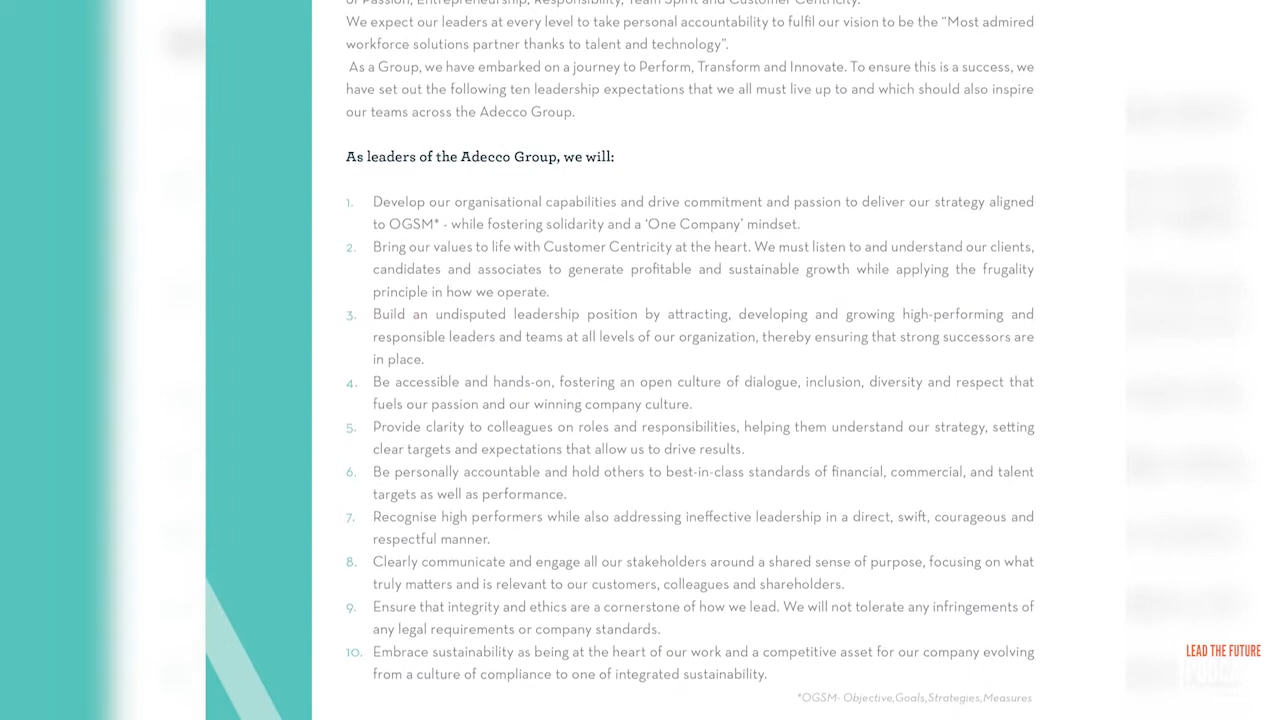 of Passion, Entrepreneurship, Responsibility, Team Spirit and Customer Centricity.
We expect our leaders at every level to take personal accountability to fulfil our vision to be the “Most admired
workforce solutions partner thanks to talent and technology”.
As a Group, we have embarked on a journey to Perform, Transform and Innovate. To ensure this is a success, we
have set out the following ten leadership expectations that we all must live up to and which should also inspire
our teams across the Adecco Group.
As leaders of the Adecco Group, we will:
1. Develop our organisational capabilities and drive commitment and passion to deliver our strategy aligned
to OGSM* - while fostering solidarity and a ‘One Company’ mindset.
2. Bring our values to life with Customer Centricity at the heart. We must listen to and understand our clients,
candidates and associates to generate profitable and sustainable growth while applying the frugality
principle in how we operate.
3. Build an undisputed leadership position by attracting, developing and growing high-performing and
responsible leaders and teams at all levels of our organization, thereby ensuring that strong successors are
in place.
4. Be accessible and hands-on, fostering an open culture of dialogue, inclusion, diversity and respect that
fuels our passion and our winning company culture.
5. Provide clarity to colleagues on roles and responsibilities, helping them understand our strategy, setting
clear targets and expectations that allow us to drive results.
6. Be personally accountable and hold others to best-in-class standards of financial, commercial, and talent
targets as well as performance.
7. Recognise high performers while also addressing ineffective leadership in a direct, swift, courageous and
respectful manner.
8. Clearly communicate and engage all our stakeholders around a shared sense of purpose, focusing on what
truly matters and is relevant to our customers, colleagues and shareholders.
9. Ensure that integrity and ethics are a cornerstone of how we lead. We will not tolerate any infringements of
any legal requirements or company standards.
10. Embrace sustainability as being at the heart of our work and a competitive asset for our company evolving
from a culture of compliance to one of integrated sustainability.
*OGSM- Objective,Goals,Strategies,Measures
LEAD THE FUTURE